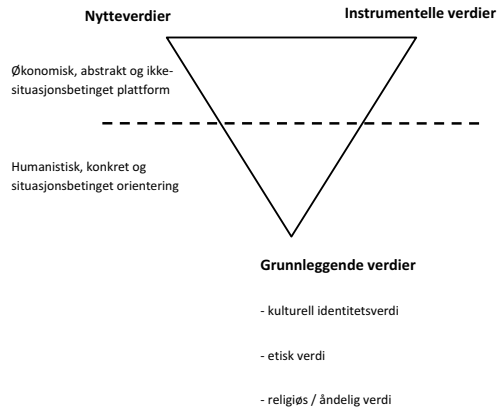 Nytteverdier
Instrumentelle verdier
Økonomisk, abstrakt og ikke-
situasjonsbetinget plattform
Humanistisk, konkret og
situasjonsbetinget orientering
Grunnleggende verdier
- kulturell identitetsverdi
- etisk verdi
- religiøs / åndelig verdi